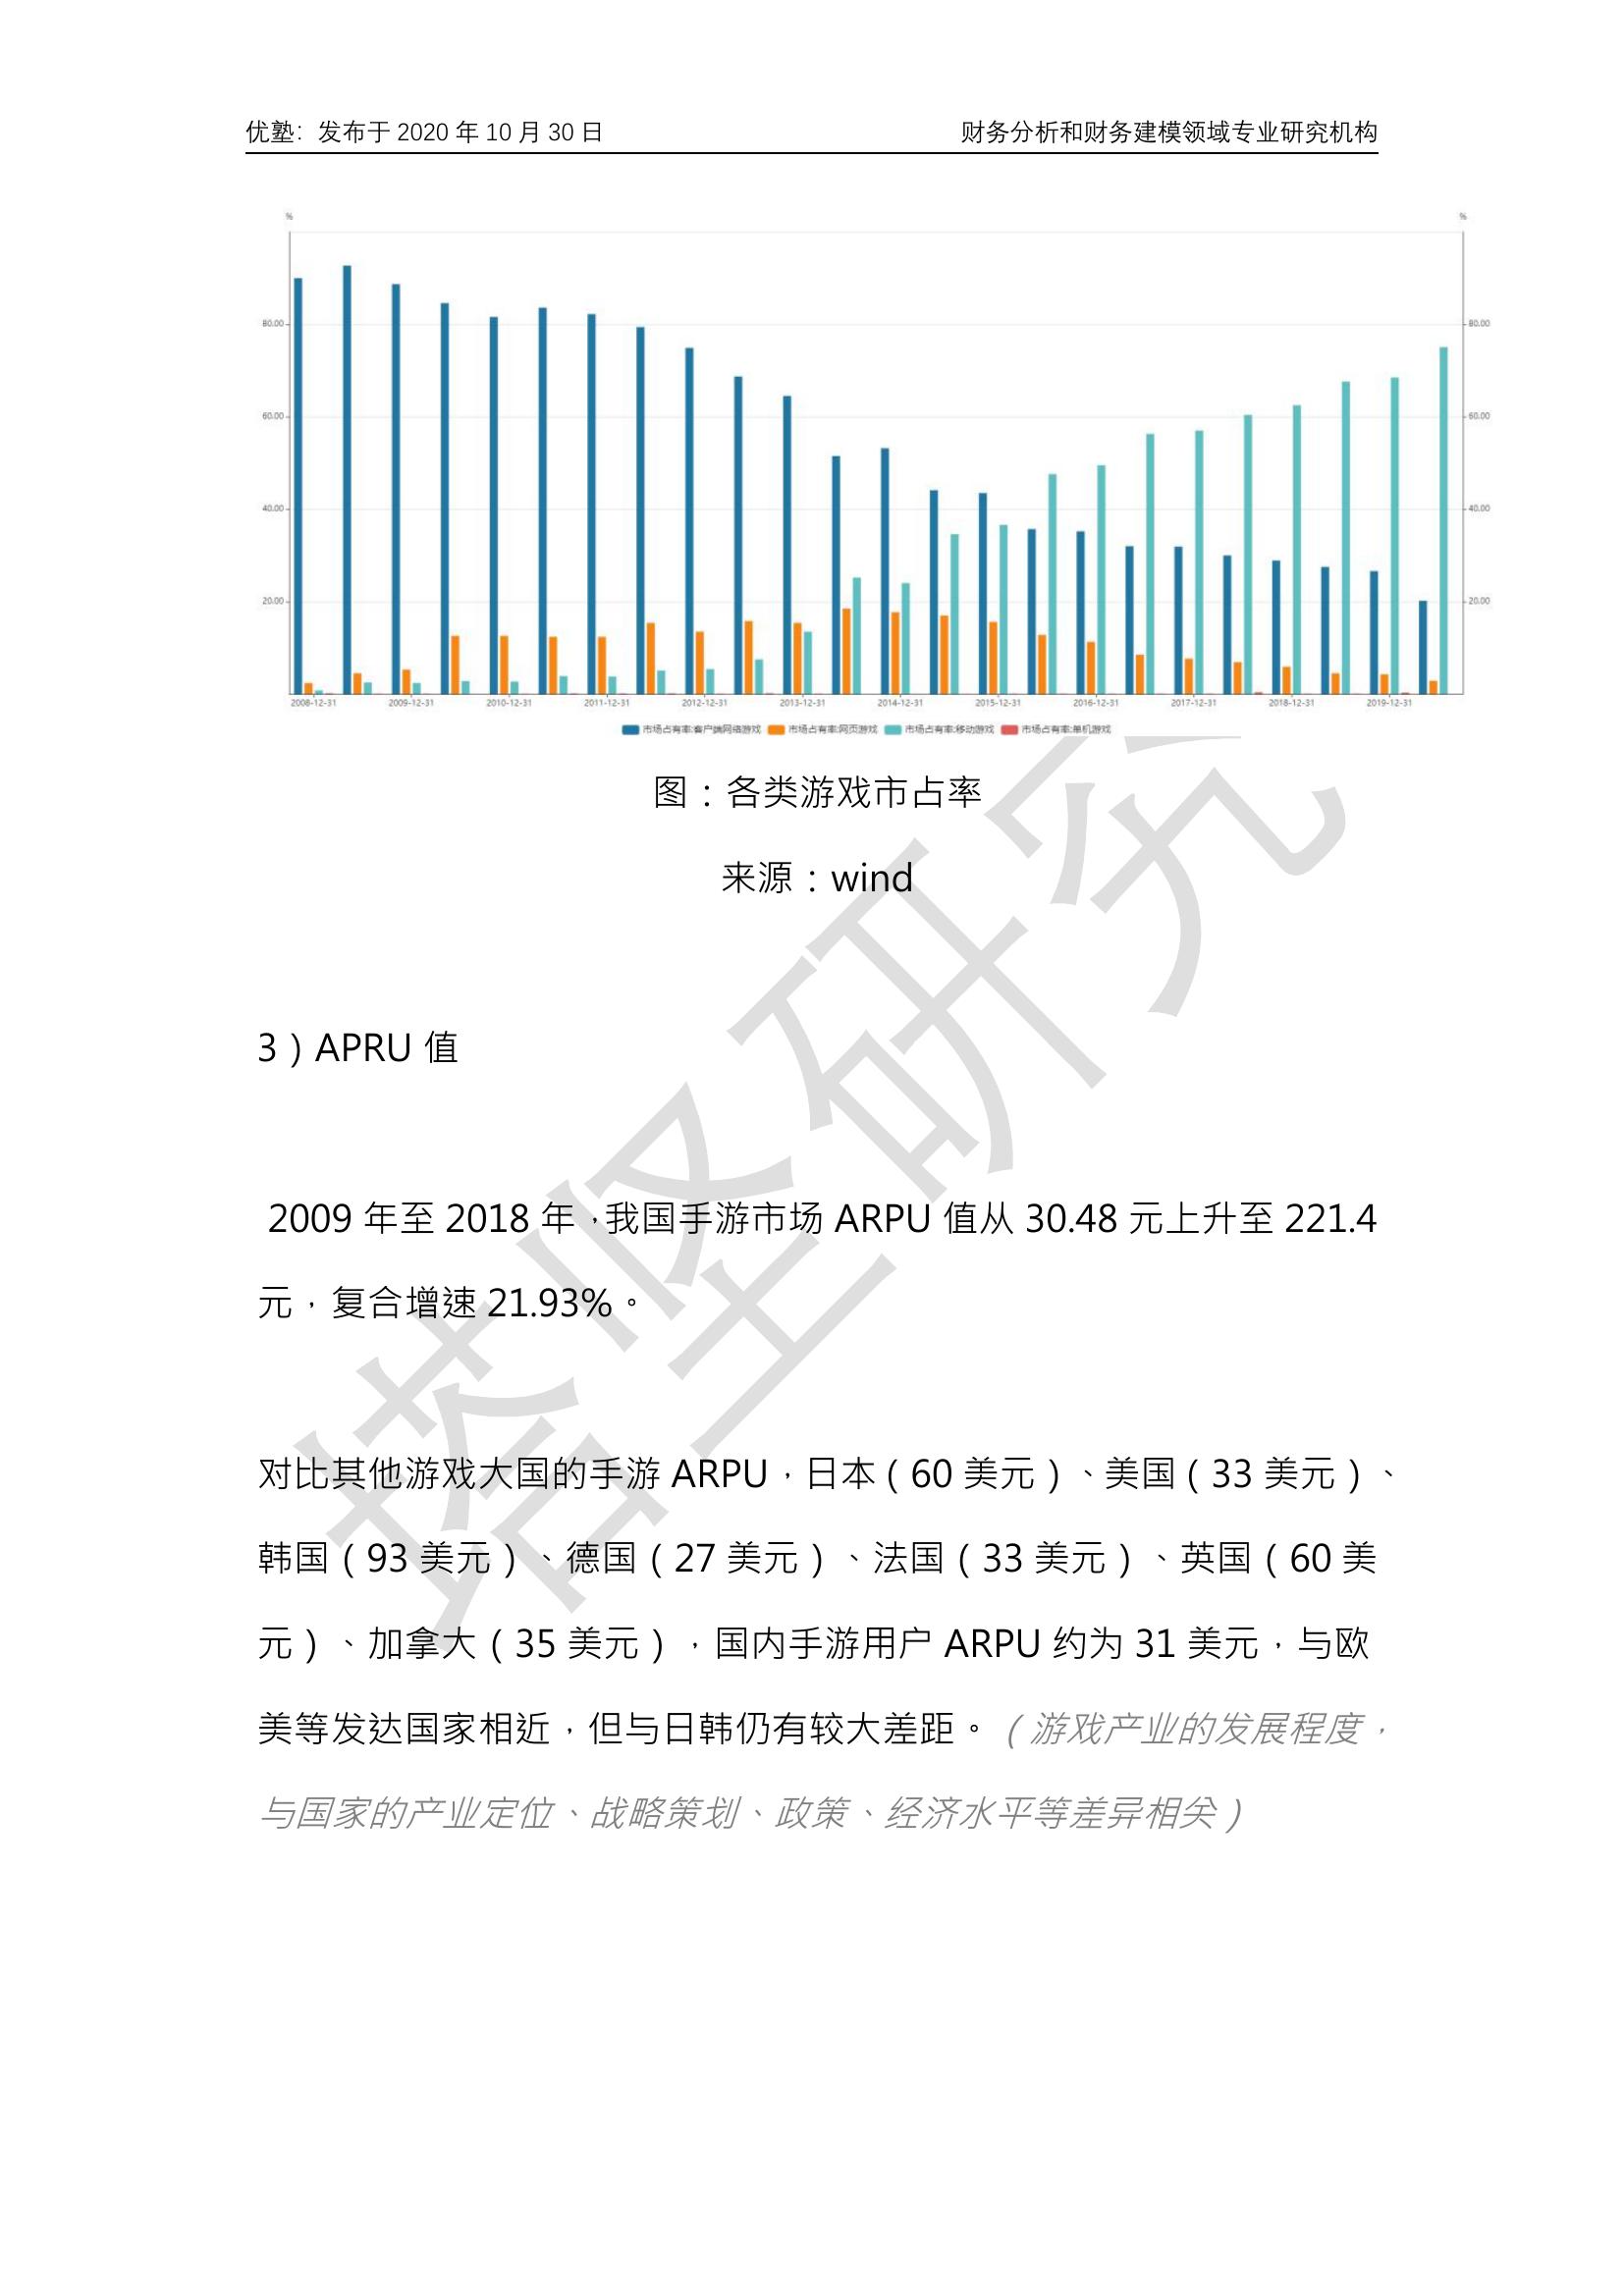 优塾：发布于 2020 年 10 月 30 日 财务分析和财务建模领域专业研究机构
% %
80.00 80.00
60.00 60.00
40.00 40.00
20.00 20.00
2008-12-31 2009-12-31 2010-12-31 2011-12-31 2012-12-31 2013-12-31 2014-12-31 2015-12-31 2016-12-31 2017-12-31 2018-12-31 2019-12-31
市场占有率:客户端网络游戏 市场占有率:网页游戏 市场占有率:移动游戏 市场占有率:单机游戏
图：各类游戏市占率
来源：wind
3）APRU 值
2009 年至 2018 年，我国手游市场 ARPU 值从 30.48 元上升至 221.4
元，复合增速 21.93%。
对比其他游戏大国的手游 ARPU，日本（60 美元）、美国（33 美元）、
韩国（93 美元）、德国（27 美元）、法国（33 美元）、英国（60 美
元）、加拿大（35 美元），国内手游用户 ARPU 约为 31 美元，与欧
美等发达国家相近，但与日韩仍有较大差距。（游戏产业的发展程度，
与国家的产业定位、战略策划、政策、经济水平等差异相关）
塔坚研究